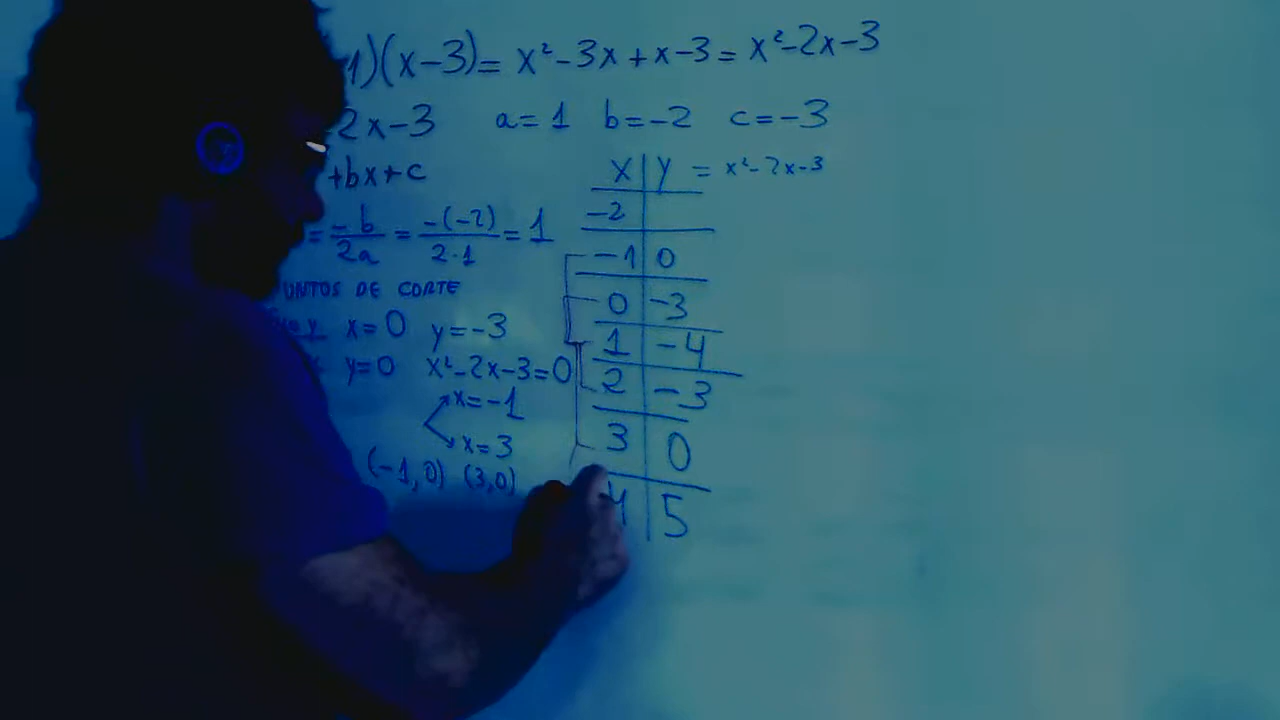 1)(x-3)= x²-3x+x-3= x²-2x-3
2x-3 a=1 b=-2 c=-3
+bx+c
= -b/2a = -(-2)/2·1 = 1
UNTOS DE CORTE
x=0 y=-3
y=0 x²-2x-3=0
x=-1
x=3
(-1,0) (3,0)
x y = x²-2x-3
-2
-1 0
0 -3
1 -4
2 -3
3 0
4 5